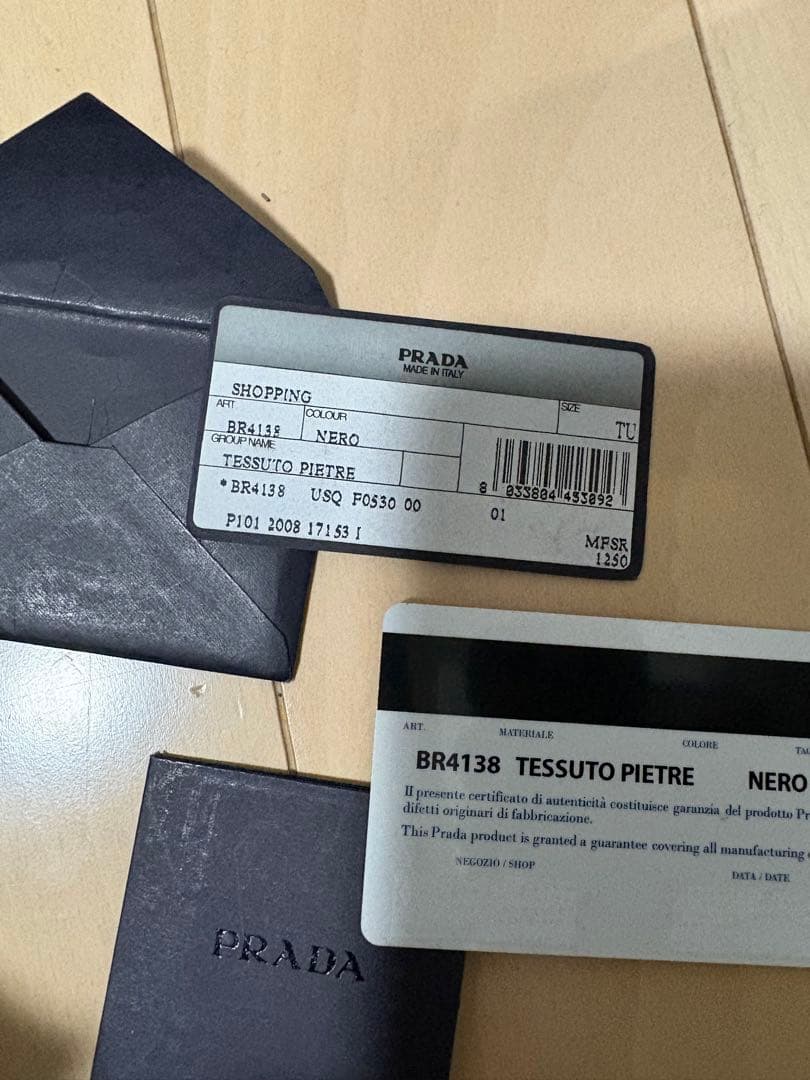 PRADA
MADE IN ITALY
SHOPPING
ART COLOUR SIZE
BR4138 NERO TU
GROUP NAME
TESSUTO PIETRE
8 033804 453092
*BR4138 USQ F0530 00 01
P101 2008 17153 I
MFSR
1250
ART. MATERIALE COLORE
BR4138 TESSUTO PIETRE NERO
Il presente certificato di autenticità costituisce garanzia del prodotto
difetti originari di fabbricazione.
This Prada product is granted a guarantee covering all manufacturing
NEGOZIO / SHOP DATA / DATE
PRADA